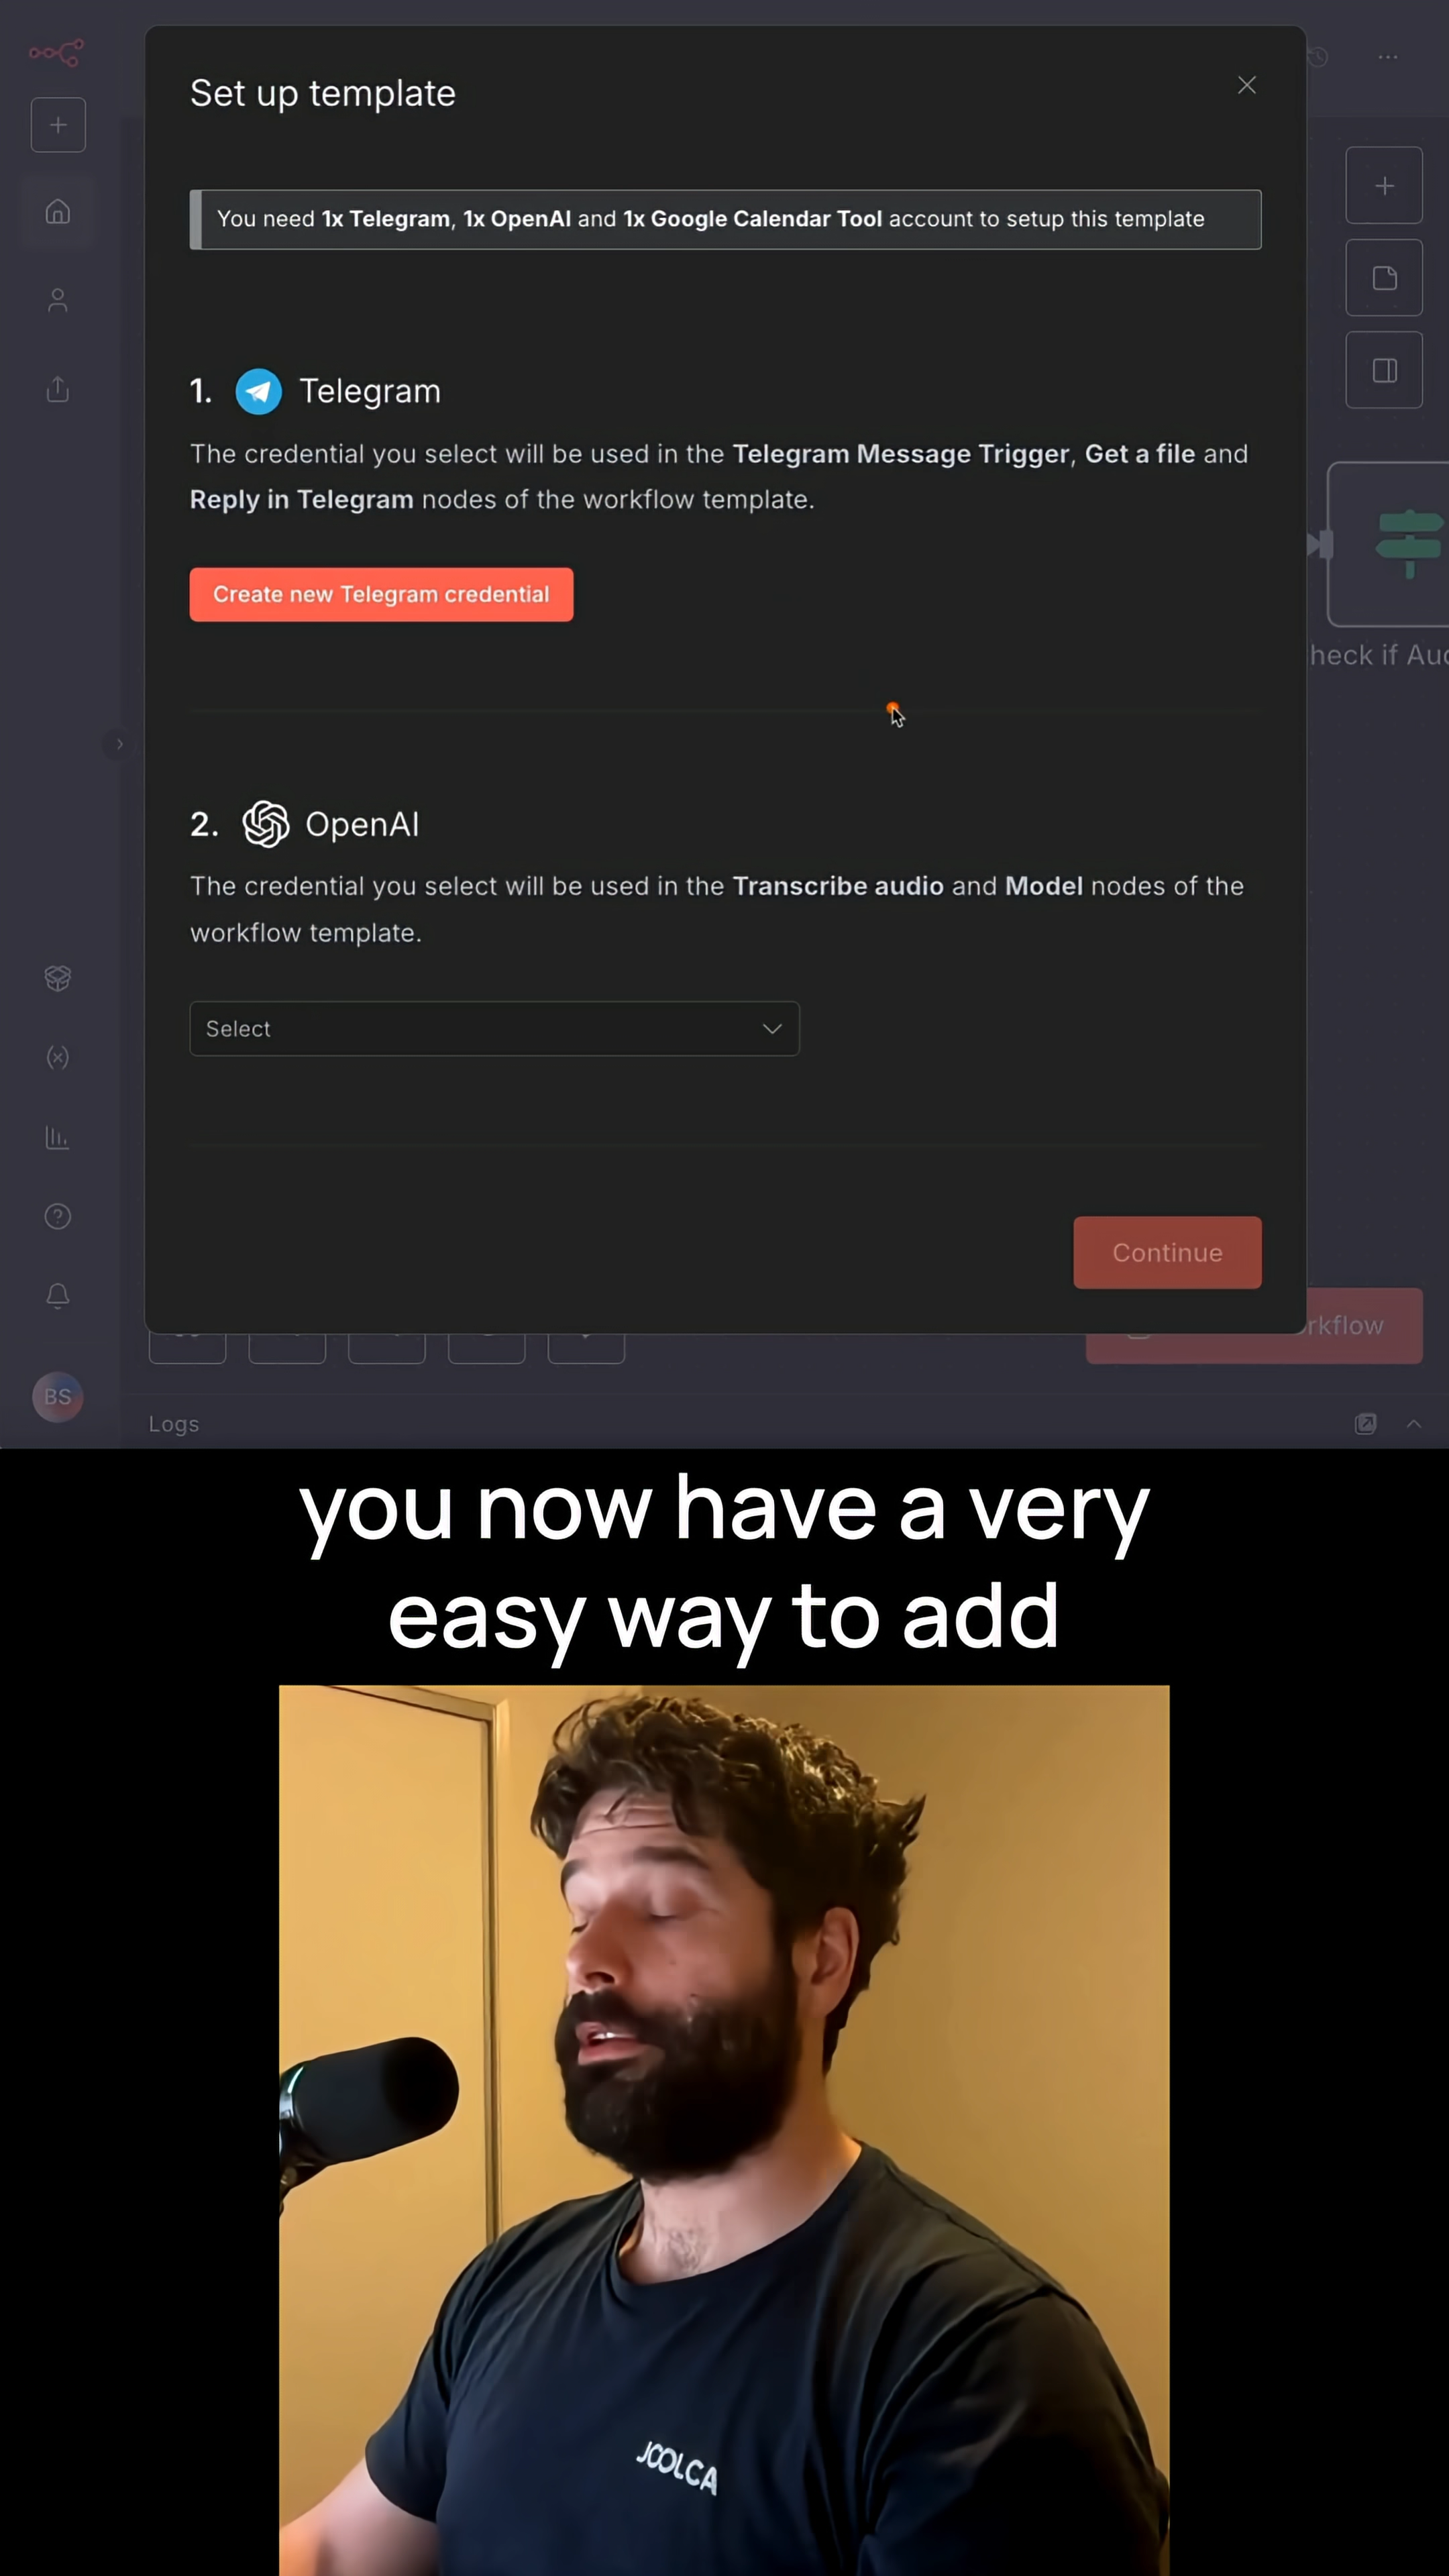 Set up template
You need 1x Telegram, 1x OpenAI and 1x Google Calendar Tool account to setup this template
1. Telegram
The credential you select will be used in the Telegram Message Trigger, Get a file and
Reply in Telegram nodes of the workflow template.
Create new Telegram credential
heck if Aud
2. OpenAI
The credential you select will be used in the Transcribe audio and Model nodes of the
workflow template.
Select
Continue
rkflow
BS
Logs
you now have a very
easy way to add
JOOLCA